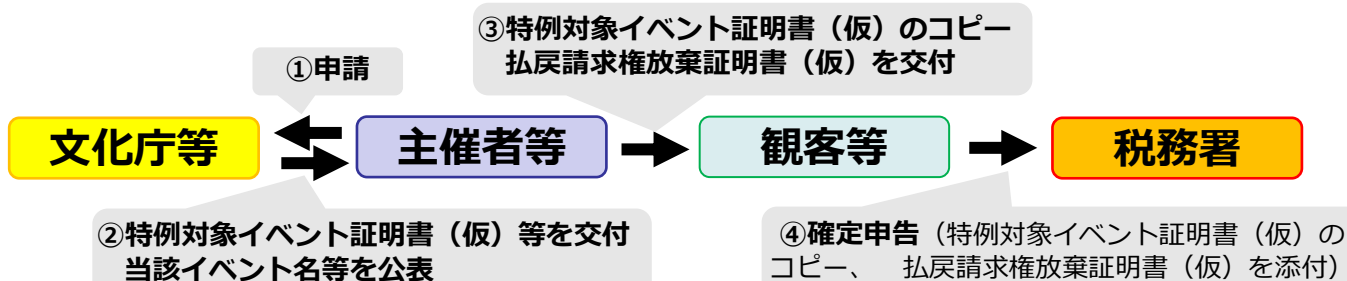 ③特例対象イベント証明書（仮）のコピー
払戻請求権放棄証明書（仮）を交付
①申請
文化庁等
主催者等
観客等
税務署
②特例対象イベント証明書（仮）等を交付
当該イベント名等を公表
④確定申告（特例対象イベント証明書（仮）の
コピー、　払戻請求権放棄証明書（仮）を添付）